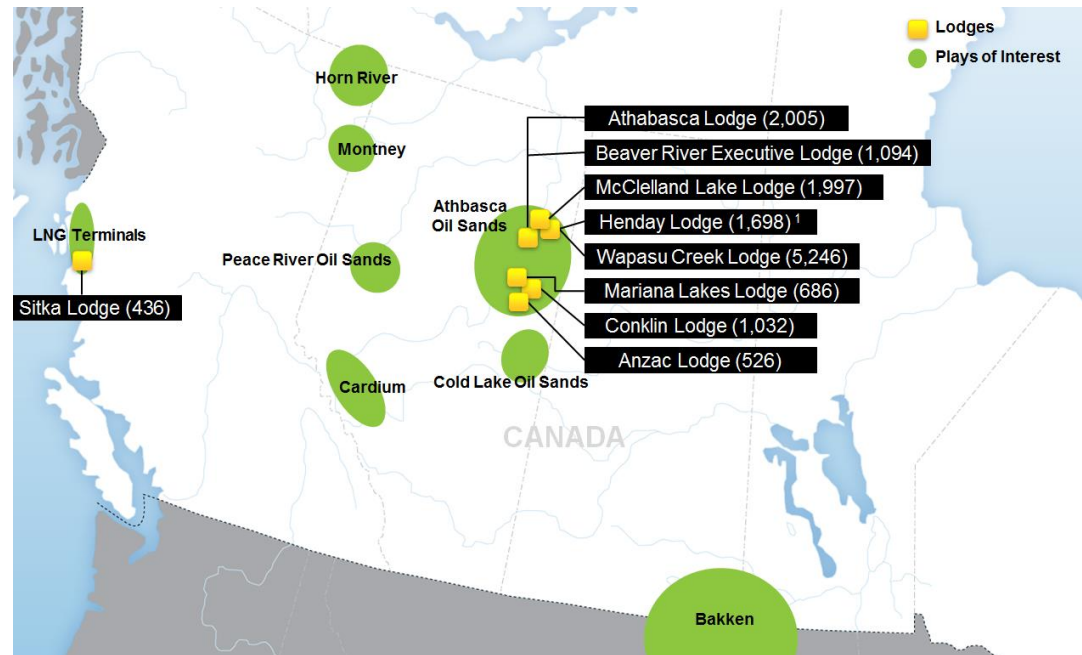 Lodges
Plays of Interest
Horn River
Montney
Athabasca Lodge (2,005)
Beaver River Executive Lodge (1,094)
McClelland Lake Lodge (1,997)
Henday Lodge (1,698) ¹
Wapasu Creek Lodge (5,246)
Mariana Lakes Lodge (686)
Conklin Lodge (1,032)
Anzac Lodge (526)
Athbasca
Oil Sands
LNG Terminals
Sitka Lodge (436)
Peace River Oil Sands
Cardium
Cold Lake Oil Sands
CANADA
Bakken